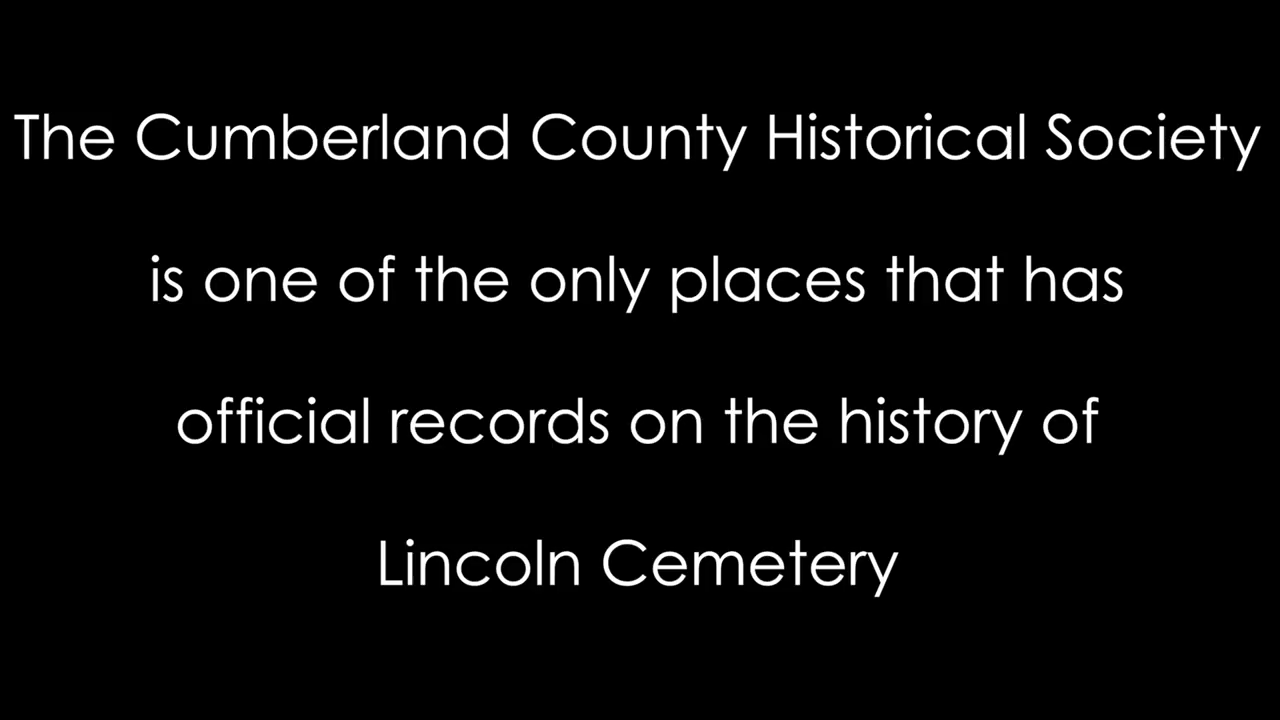 The Cumberland County Historical Society
is one of the only places that has
official records on the history of
Lincoln Cemetery